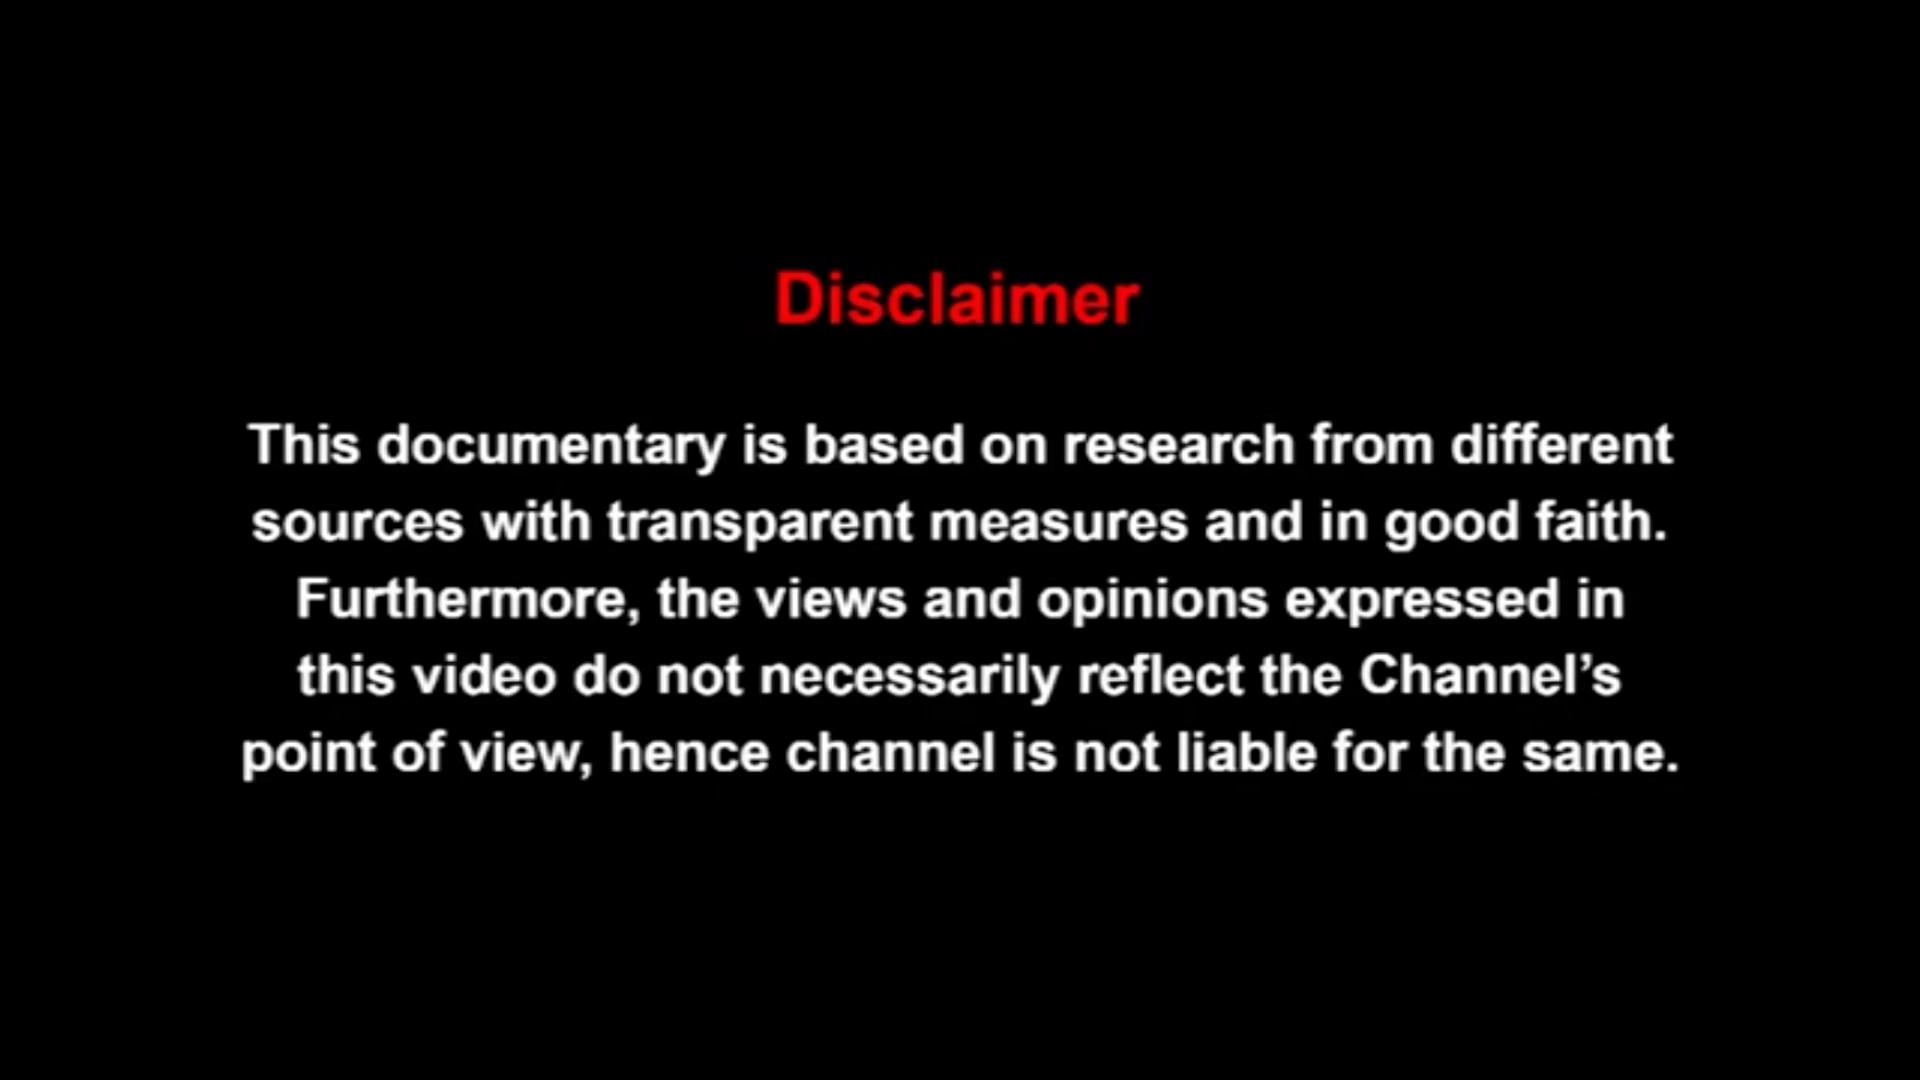 Disclaimer
This documentary is based on research from different
sources with transparent measures and in good faith.
Furthermore, the views and opinions expressed in
this video do not necessarily reflect the Channel’s
point of view, hence channel is not liable for the same.